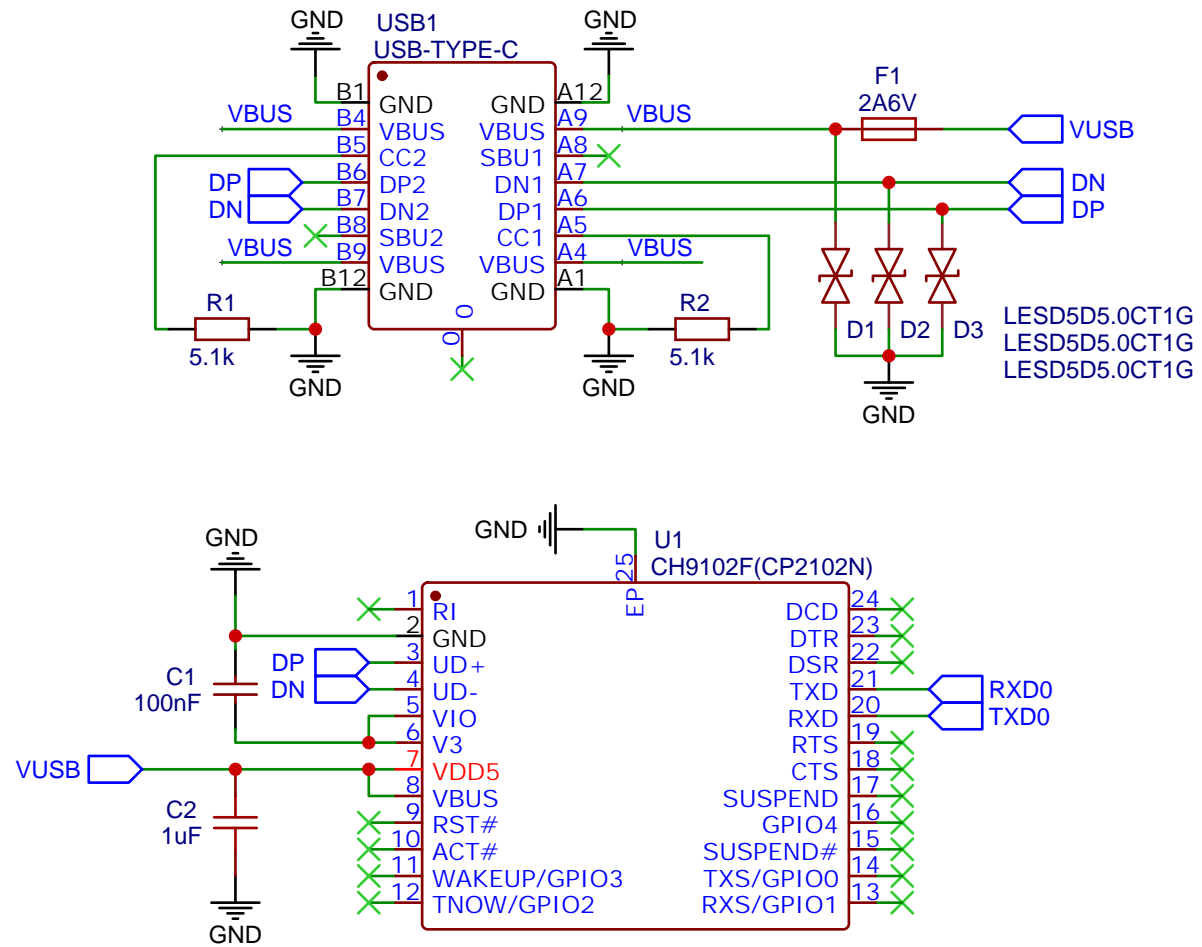 GND
USB1
USB-TYPE-C
GND
F1
2A6V
B1
GND
GND
A12
VBUS
B4
VBUS
VBUS
A9
VBUS
VUSB
B5
CC2
SBU1
A8
DP
B6
DP2
DN1
A7
DN
DN
B7
DN2
DP1
A6
DP
B8
SBU2
CC1
A5
VBUS
B9
VBUS
VBUS
A4
VBUS
B12
GND
GND
A1
R1
5.1k
0
0
R2
5.1k
D1
D2
D3
LESD5D5.0CT1G
LESD5D5.0CT1G
LESD5D5.0CT1G
GND
GND
GND
GND
GND
U1
CH9102F(CP2102N)
25
EP
1
RI
DCD
24
2
GND
DTR
23
DP
3
UD+
DSR
22
C1
100nF
DN
4
UD-
TXD
21
RXD0
5
VIO
RXD
20
TXD0
6
V3
RTS
19
VUSB
7
VDD5
CTS
18
8
VBUS
SUSPEND
17
C2
1uF
9
RST#
GPIO4
16
10
ACT#
SUSPEND#
15
11
WAKEUP/GPIO3
TXS/GPIO0
14
12
TNOW/GPIO2
RXS/GPIO1
13
GND